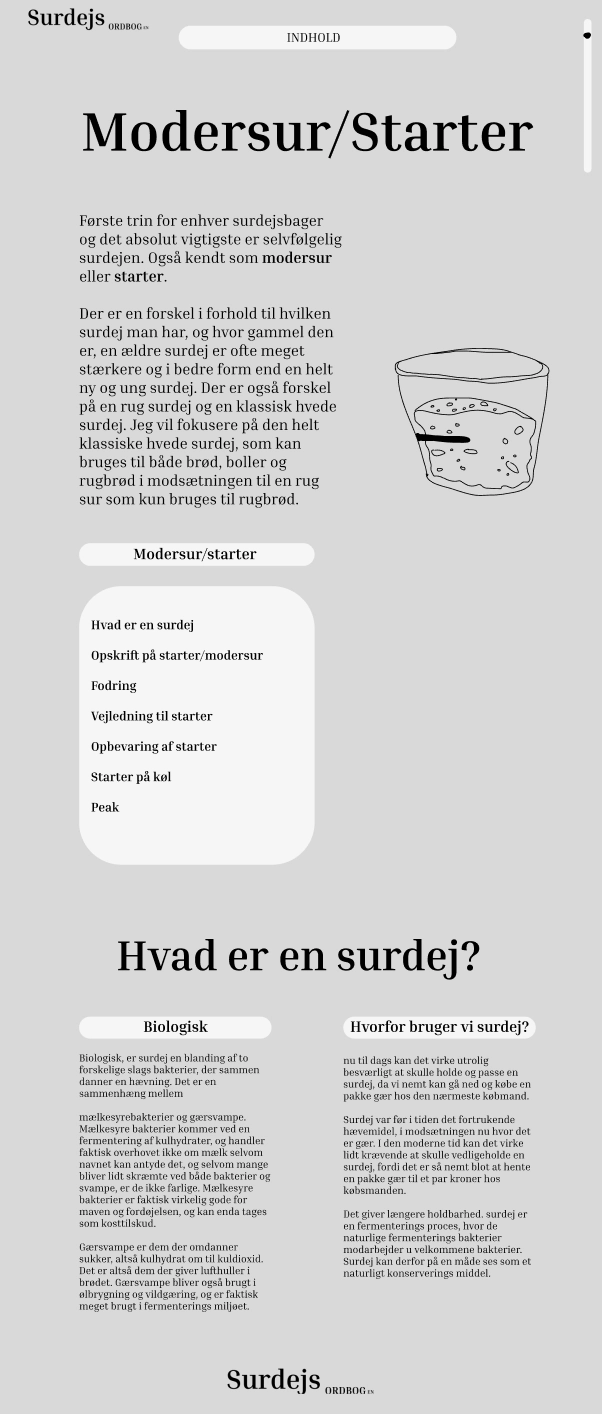 Surdejs ORDBOG EN
INDHOLD
Modersur/Starter
Første trin for enhver surdejsbager
og det absolut vigtigste er selvfølgelig
surdejen. Også kendt som modersur
eller starter.
Der er en forskel i forhold til hvilken
surdej man har, og hvor gammel den
er, en ældre surdej er ofte meget
stærkere og i bedre form end en helt
ny og ung surdej. Der er også forskel
på en rug surdej og en klassisk hvede
surdej. Jeg vil fokusere på den helt
klassiske hvede surdej, som kan
bruges til både brød, boller og
rugbrød i modsætningen til en rug
sur som kun bruges til rugbrød.
Modersur/starter
Hvad er en surdej
Opskrift på starter/modersur
Fodring
Vejledning til starter
Opbevaring af starter
Starter på køl
Peak
Hvad er en surdej?
Biologisk
Biologisk, er surdej en blanding af to
forskelige slags bakterier, der sammen
danner en hævning. Det er en
sammenhæng mellem
mælkesyrebakterier og gærsvampe.
Mælkesyre bakterier kommer ved en
fermentering af kulhydrater, og handler
faktisk overhovet ikke om mælk selvom
navnet kan antyde det, og selvom mange
bliver lidt skræmte ved både bakterier og
svampe, er de ikke farlige. Mælkesyre
bakterier er faktisk virkelig gode for
maven og fordøjelsen, og kan enda tages
som kosttilskud.
Gærsvampe er dem der omdanner
sukker, altså kulhydrat om til kuldioxid.
Det er altså dem der giver lufthuller i
brødet. Gærsvampe bliver også brugt i
ølbrygning og vildgæring, og er faktisk
meget brugt i fermenterings miljøet.
Hvorfor bruger vi surdej?
nu til dags kan det virke utrolig
besværligt at skulle holde og passe en
surdej, da vi nemt kan gå ned og købe en
pakke gær hos den nærmeste købmand.
Surdej var før i tiden det fortrukende
hævemidel, i modsætningen nu hvor det
er gær. I den moderne tid kan det virke
lidt krævende at skulle vedligeholde en
surdej, fordi det er så nemt blot at hente
en pakke gær til et par kroner hos
købsmanden.
Det giver længere holdbarhed. surdej er
en fermenterings proces, hvor de
naturlige fermenterings bakterier
modarbejder u velkommene bakterier.
Surdej kan derfor på en måde ses som et
naturligt konserverings middel.
Surdejs ORDBOG EN